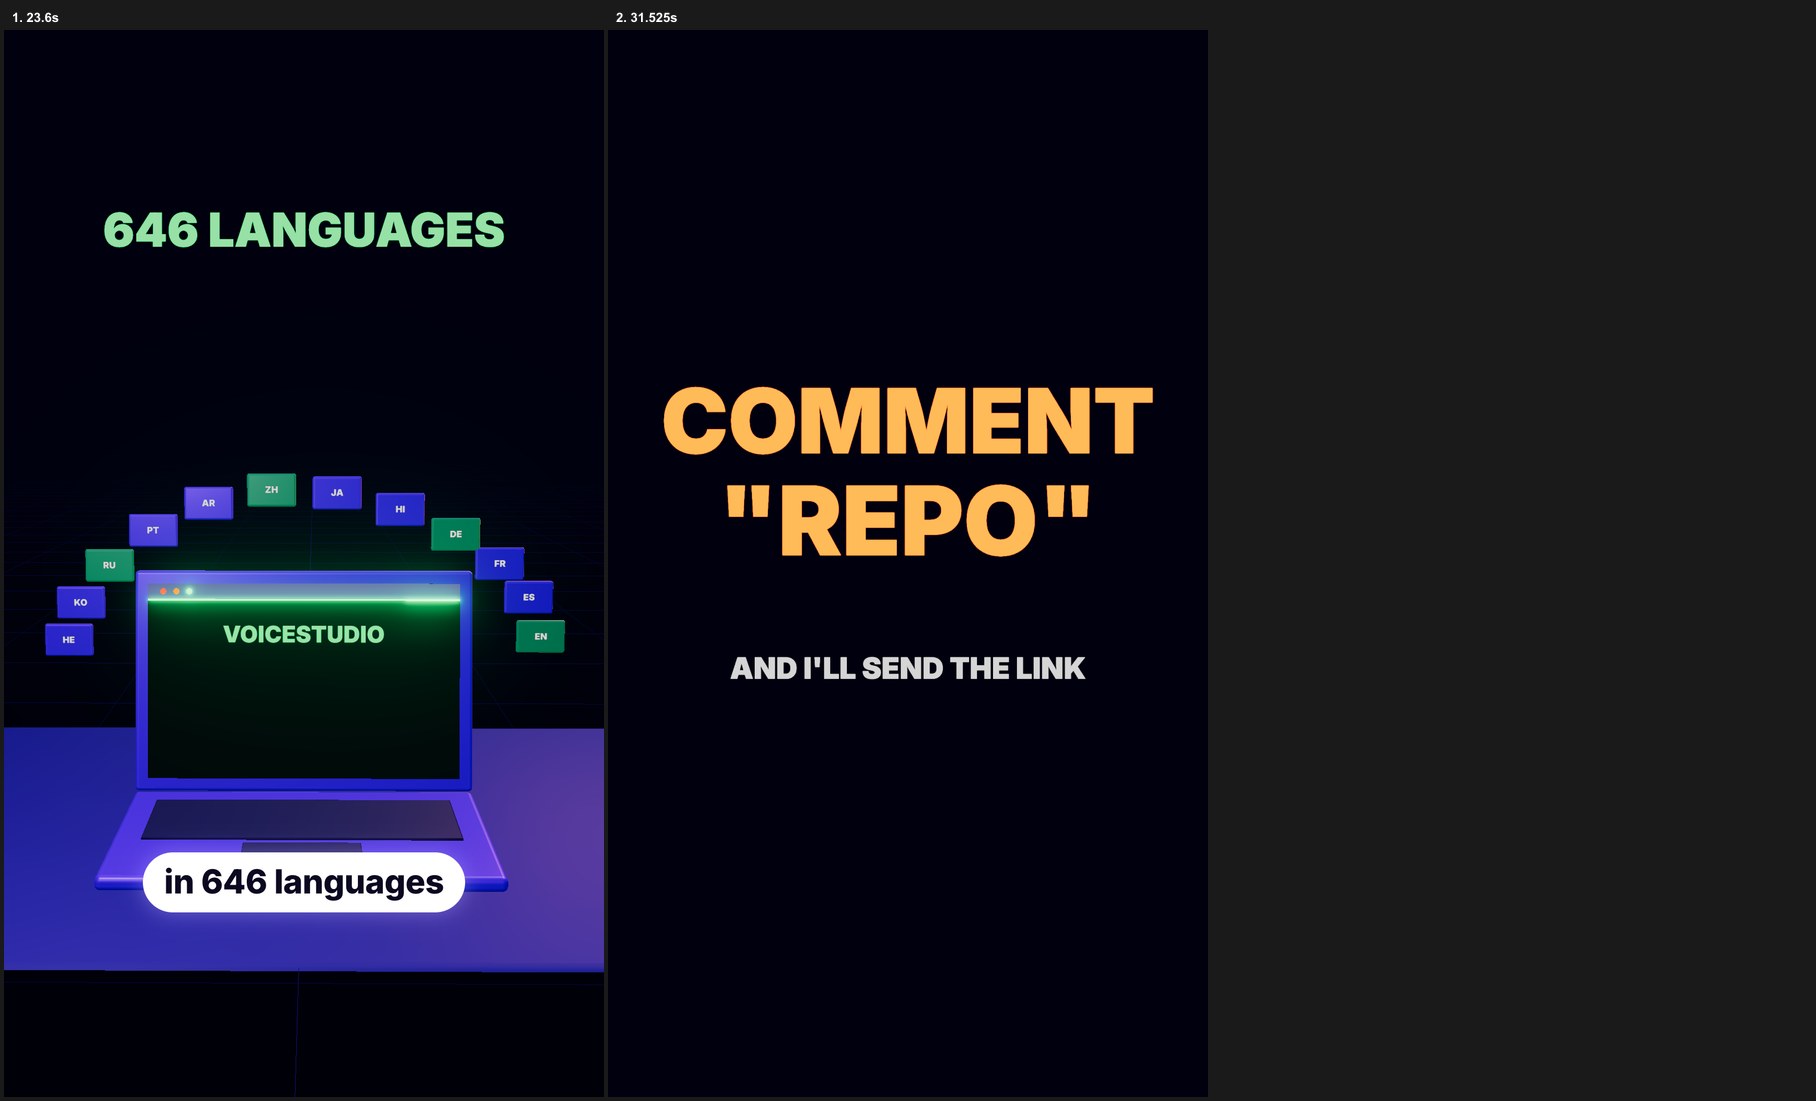 1. 23.6s
646 LANGUAGES
ZH
JA
AR
HI
PT
DE
RU
FR
KO
ES
HE
EN
VOICESTUDIO
in 646 languages
2. 31.525s
COMMENT
"REPO"
AND I'LL SEND THE LINK